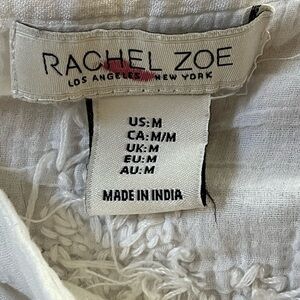 RACHEL ZOE
LOS ANGELES NEW YORK
US:M
CA:M/M
UK:M
EU:M
AU:M
MADE IN INDIA